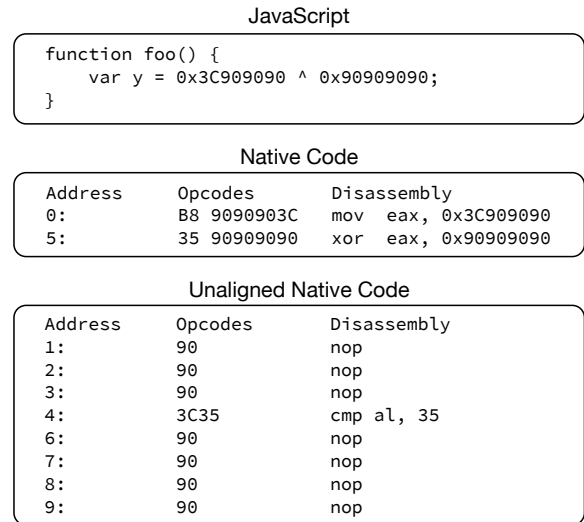 JavaScript
function foo() {
    var y = 0x3C909090 ^ 0x90909090;
}
Native Code
Address Opcodes Disassembly
0: B8 9090903C mov eax, 0x3C909090
5: 35 90909090 xor eax, 0x90909090
Unaligned Native Code
Address Opcodes Disassembly
1: 90 nop
2: 90 nop
3: 90 nop
4: 3C35 cmp al, 35
6: 90 nop
7: 90 nop
8: 90 nop
9: 90 nop